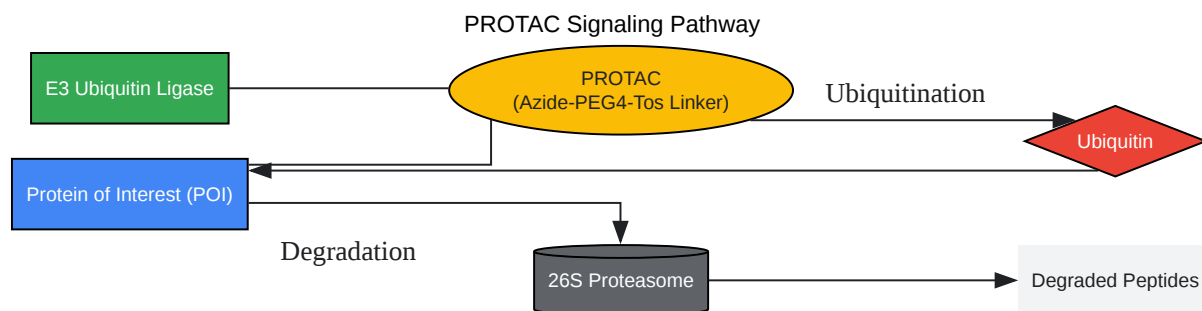 PROTAC Signaling Pathway
E3 Ubiquitin Ligase
PROTAC
(Azide-PEG4-Tos Linker)
Ubiquitination
Ubiquitin
Protein of Interest (POI)
Degradation
26S Proteasome
Degraded Peptides